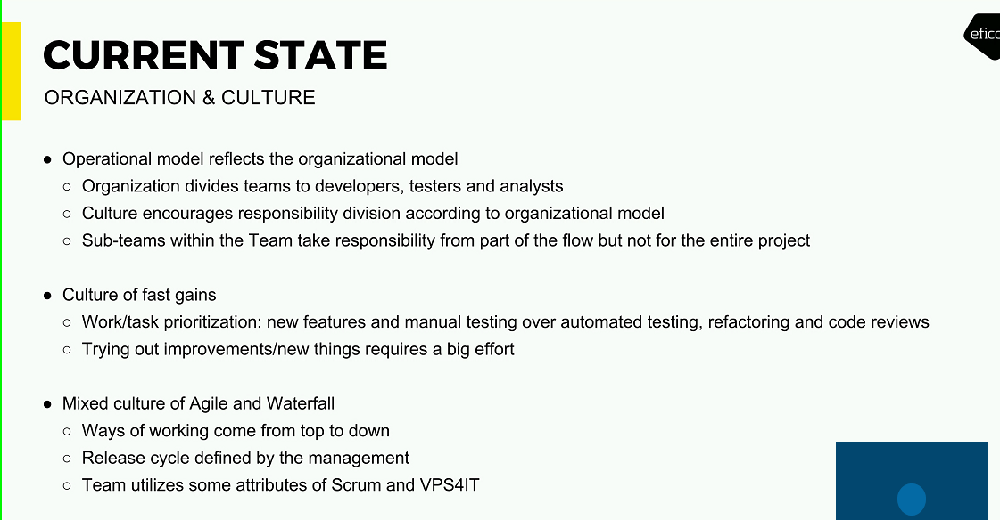 CURRENT STATE
ORGANIZATION & CULTURE
● Operational model reflects the organizational model
○ Organization divides teams to developers, testers and analysts
○ Culture encourages responsibility division according to organizational model
○ Sub-teams within the Team take responsibility from part of the flow but not for the entire project
● Culture of fast gains
○ Work/task prioritization: new features and manual testing over automated testing, refactoring and code reviews
○ Trying out improvements/new things requires a big effort
● Mixed culture of Agile and Waterfall
○ Ways of working come from top to down
○ Release cycle defined by the management
○ Team utilizes some attributes of Scrum and VPS4IT